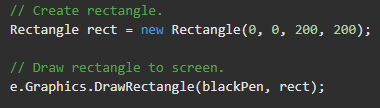 // Create rectangle.
Rectangle rect = new Rectangle(0, 0, 200, 200);
// Draw rectangle to screen.
e.Graphics.DrawRectangle(blackPen, rect);